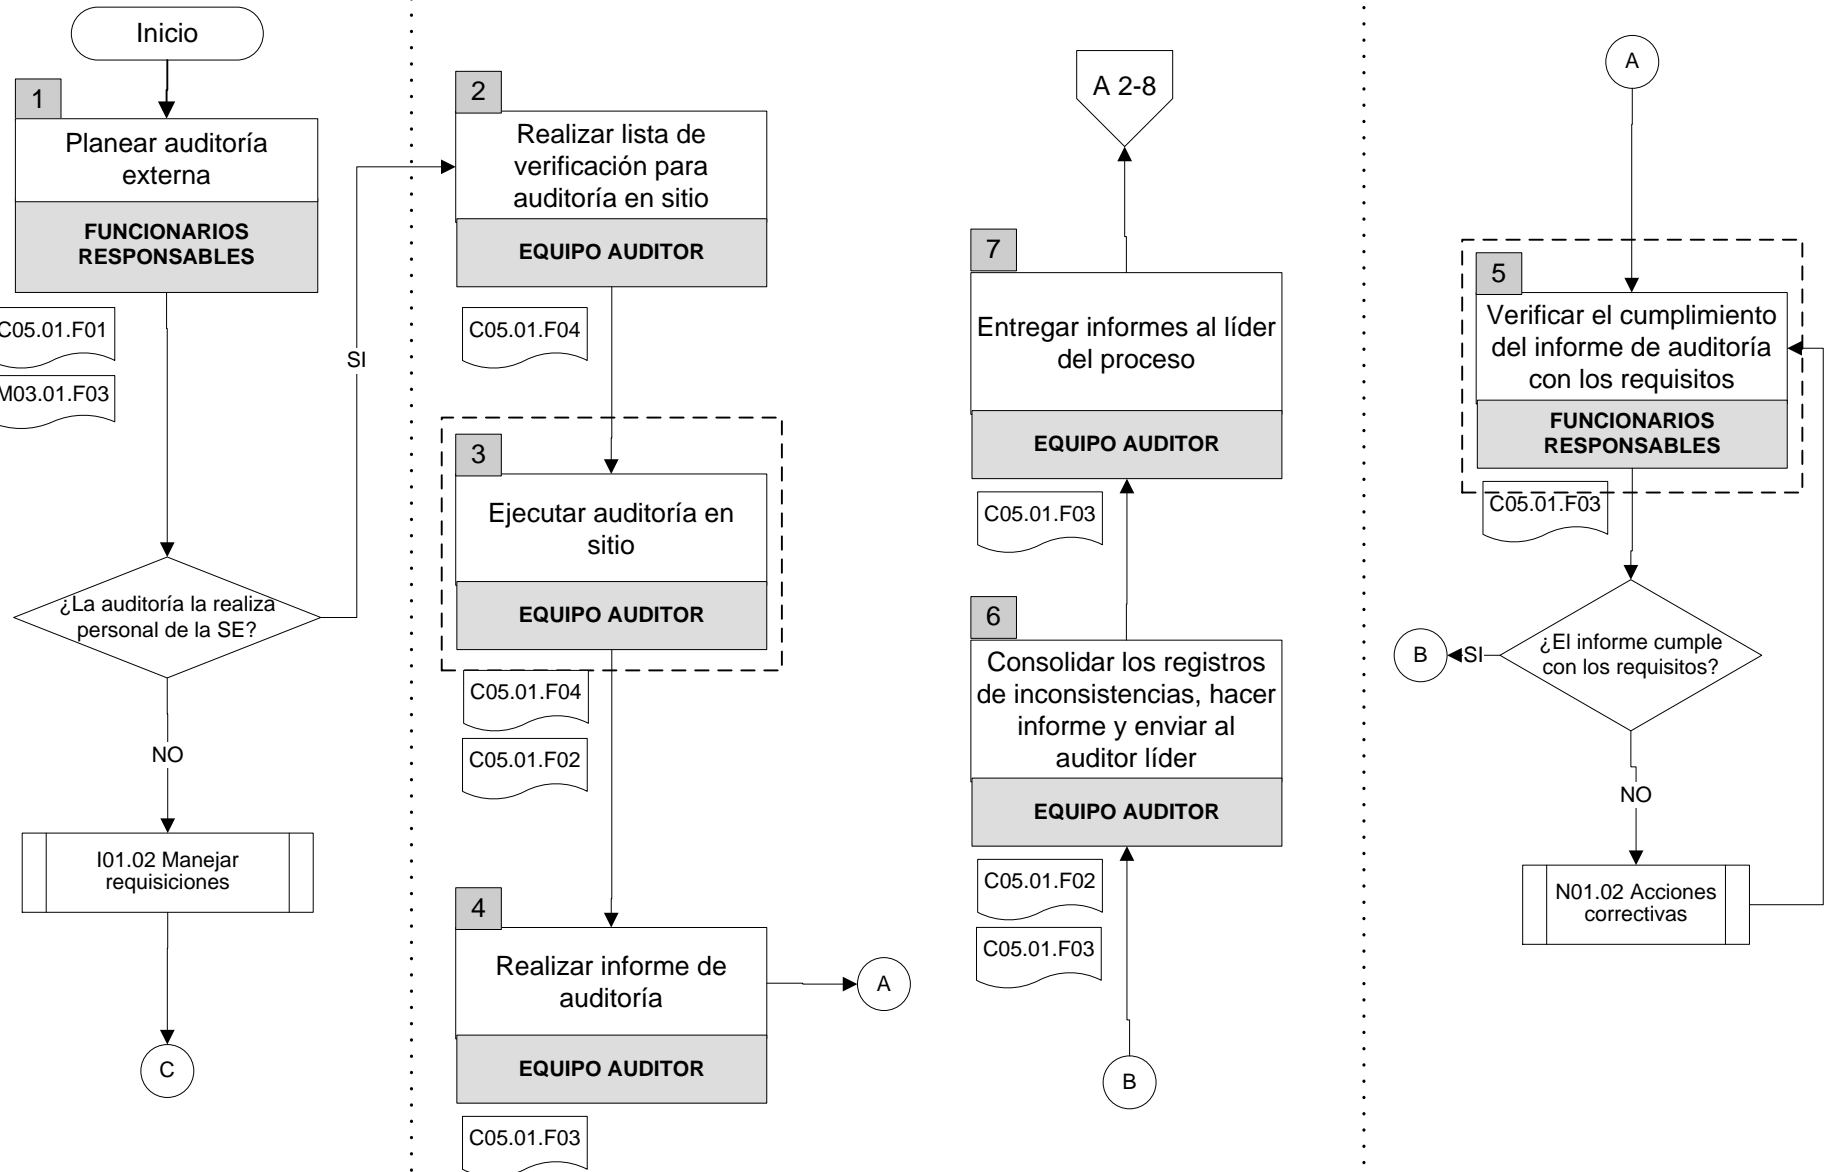 Inicio
1
Planear auditoría
externa
FUNCIONARIOS
RESPONSABLES
C05.01.F01
M03.01.F03
¿La auditoría la realiza
personal de la SE?
SI
NO
I01.02 Manejar
requisiciones
C
2
Realizar lista de
verificación para
auditoría en sitio
EQUIPO AUDITOR
C05.01.F04
3
Ejecutar auditoría en
sitio
EQUIPO AUDITOR
C05.01.F04
C05.01.F02
4
Realizar informe de
auditoría
EQUIPO AUDITOR
C05.01.F03
A
A 2-8
7
Entregar informes al líder
del proceso
EQUIPO AUDITOR
C05.01.F03
6
Consolidar los registros
de inconsistencias, hacer
informe y enviar al
auditor líder
EQUIPO AUDITOR
C05.01.F02
C05.01.F03
B
A
5
Verificar el cumplimiento
del informe de auditoría
con los requisitos
FUNCIONARIOS
RESPONSABLES
C05.01.F03
¿El informe cumple
con los requisitos?
SI
B
NO
N01.02 Acciones
correctivas